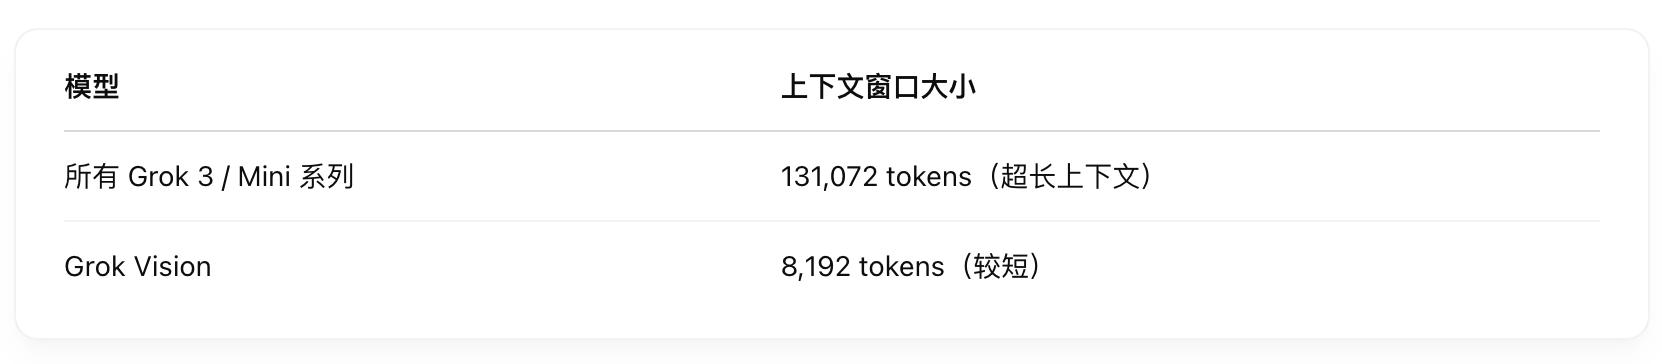 模型 上下文窗口大小
所有 Grok 3 / Mini 系列 131,072 tokens（超长上下文）
Grok Vision 8,192 tokens（较短）